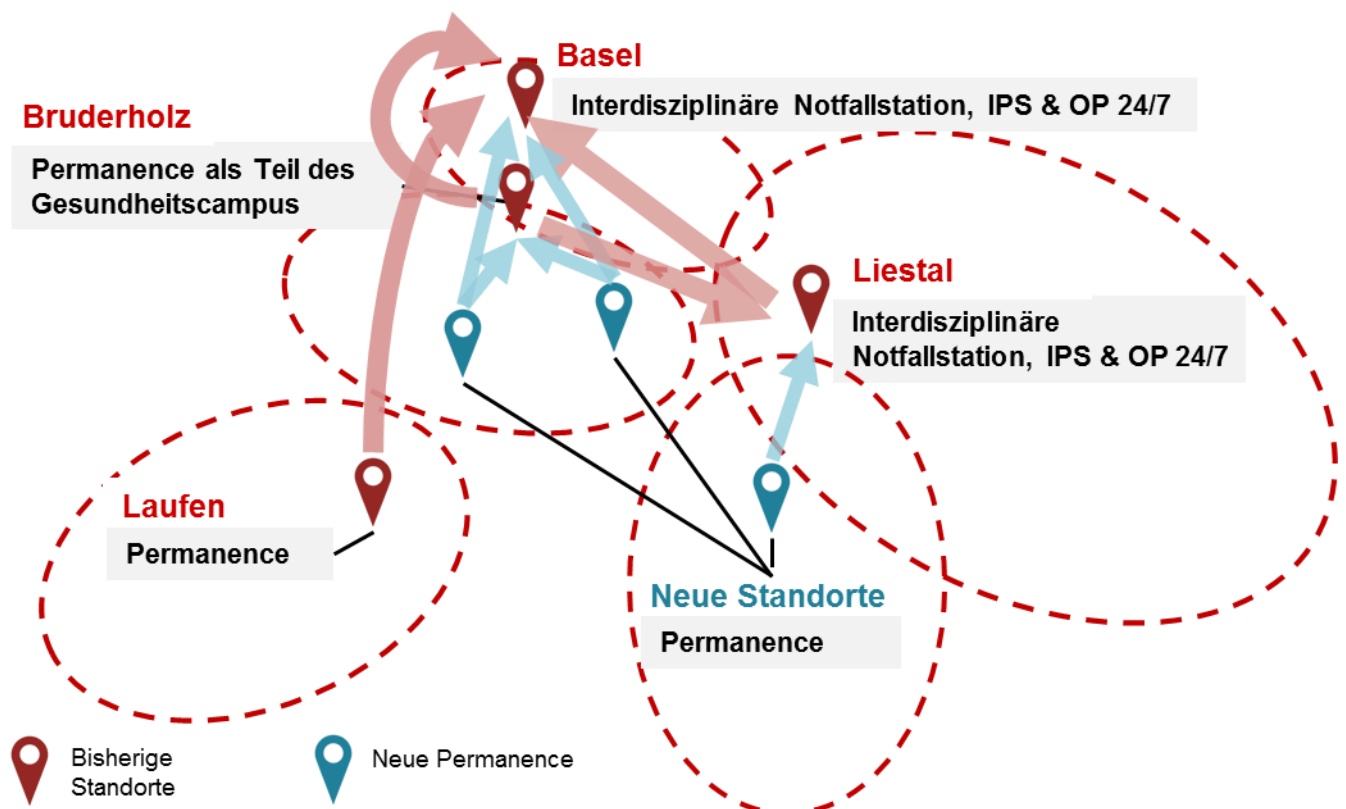 Basel
Interdisziplinäre Notfallstation, IPS & OP 24/7
Bruderholz
Permanence als Teil des
Gesundheitscampus
Liestal
Interdisziplinäre
Notfallstation, IPS & OP 24/7
Laufen
Permanence
Neue Standorte
Permanence
Bisherige
Standorte
Neue Permanence